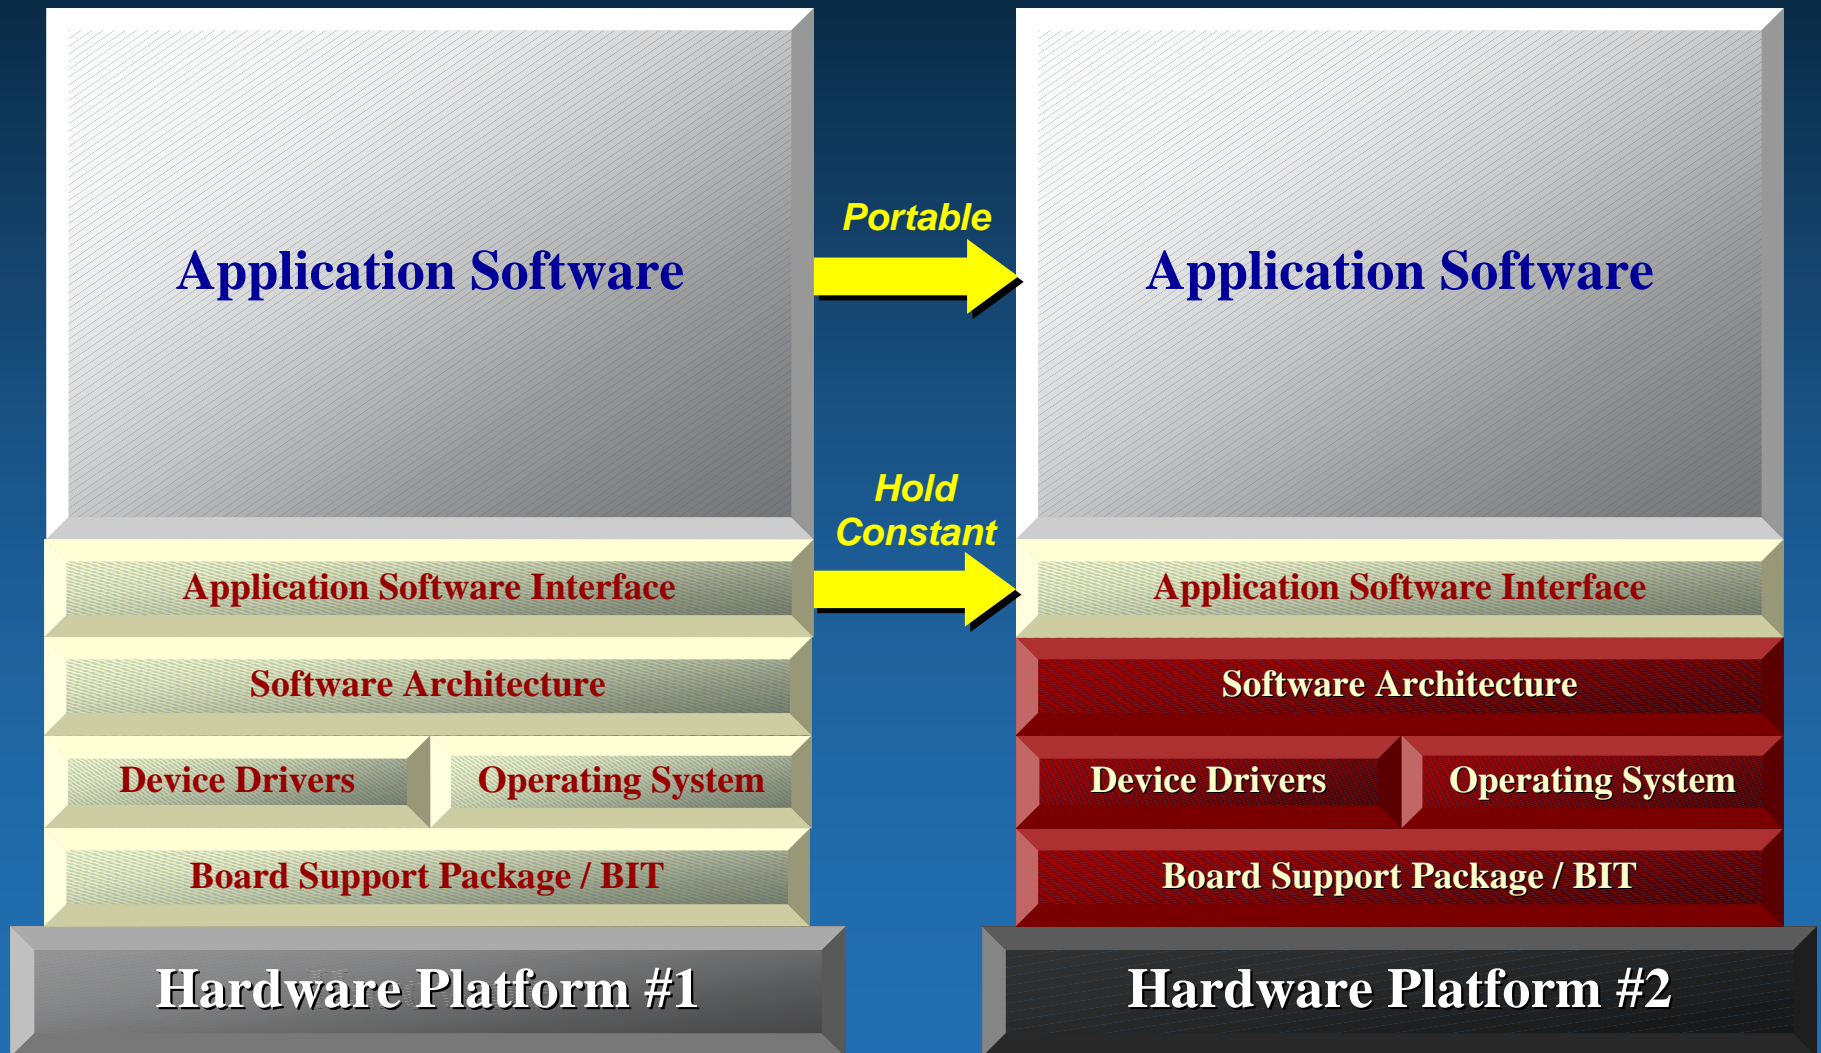 Application Software
Portable
Application Software
Hold
Constant
Application Software Interface
Application Software Interface
Software Architecture
Software Architecture
Device Drivers
Operating System
Device Drivers
Operating System
Board Support Package / BIT
Board Support Package / BIT
Hardware Platform #1
Hardware Platform #2